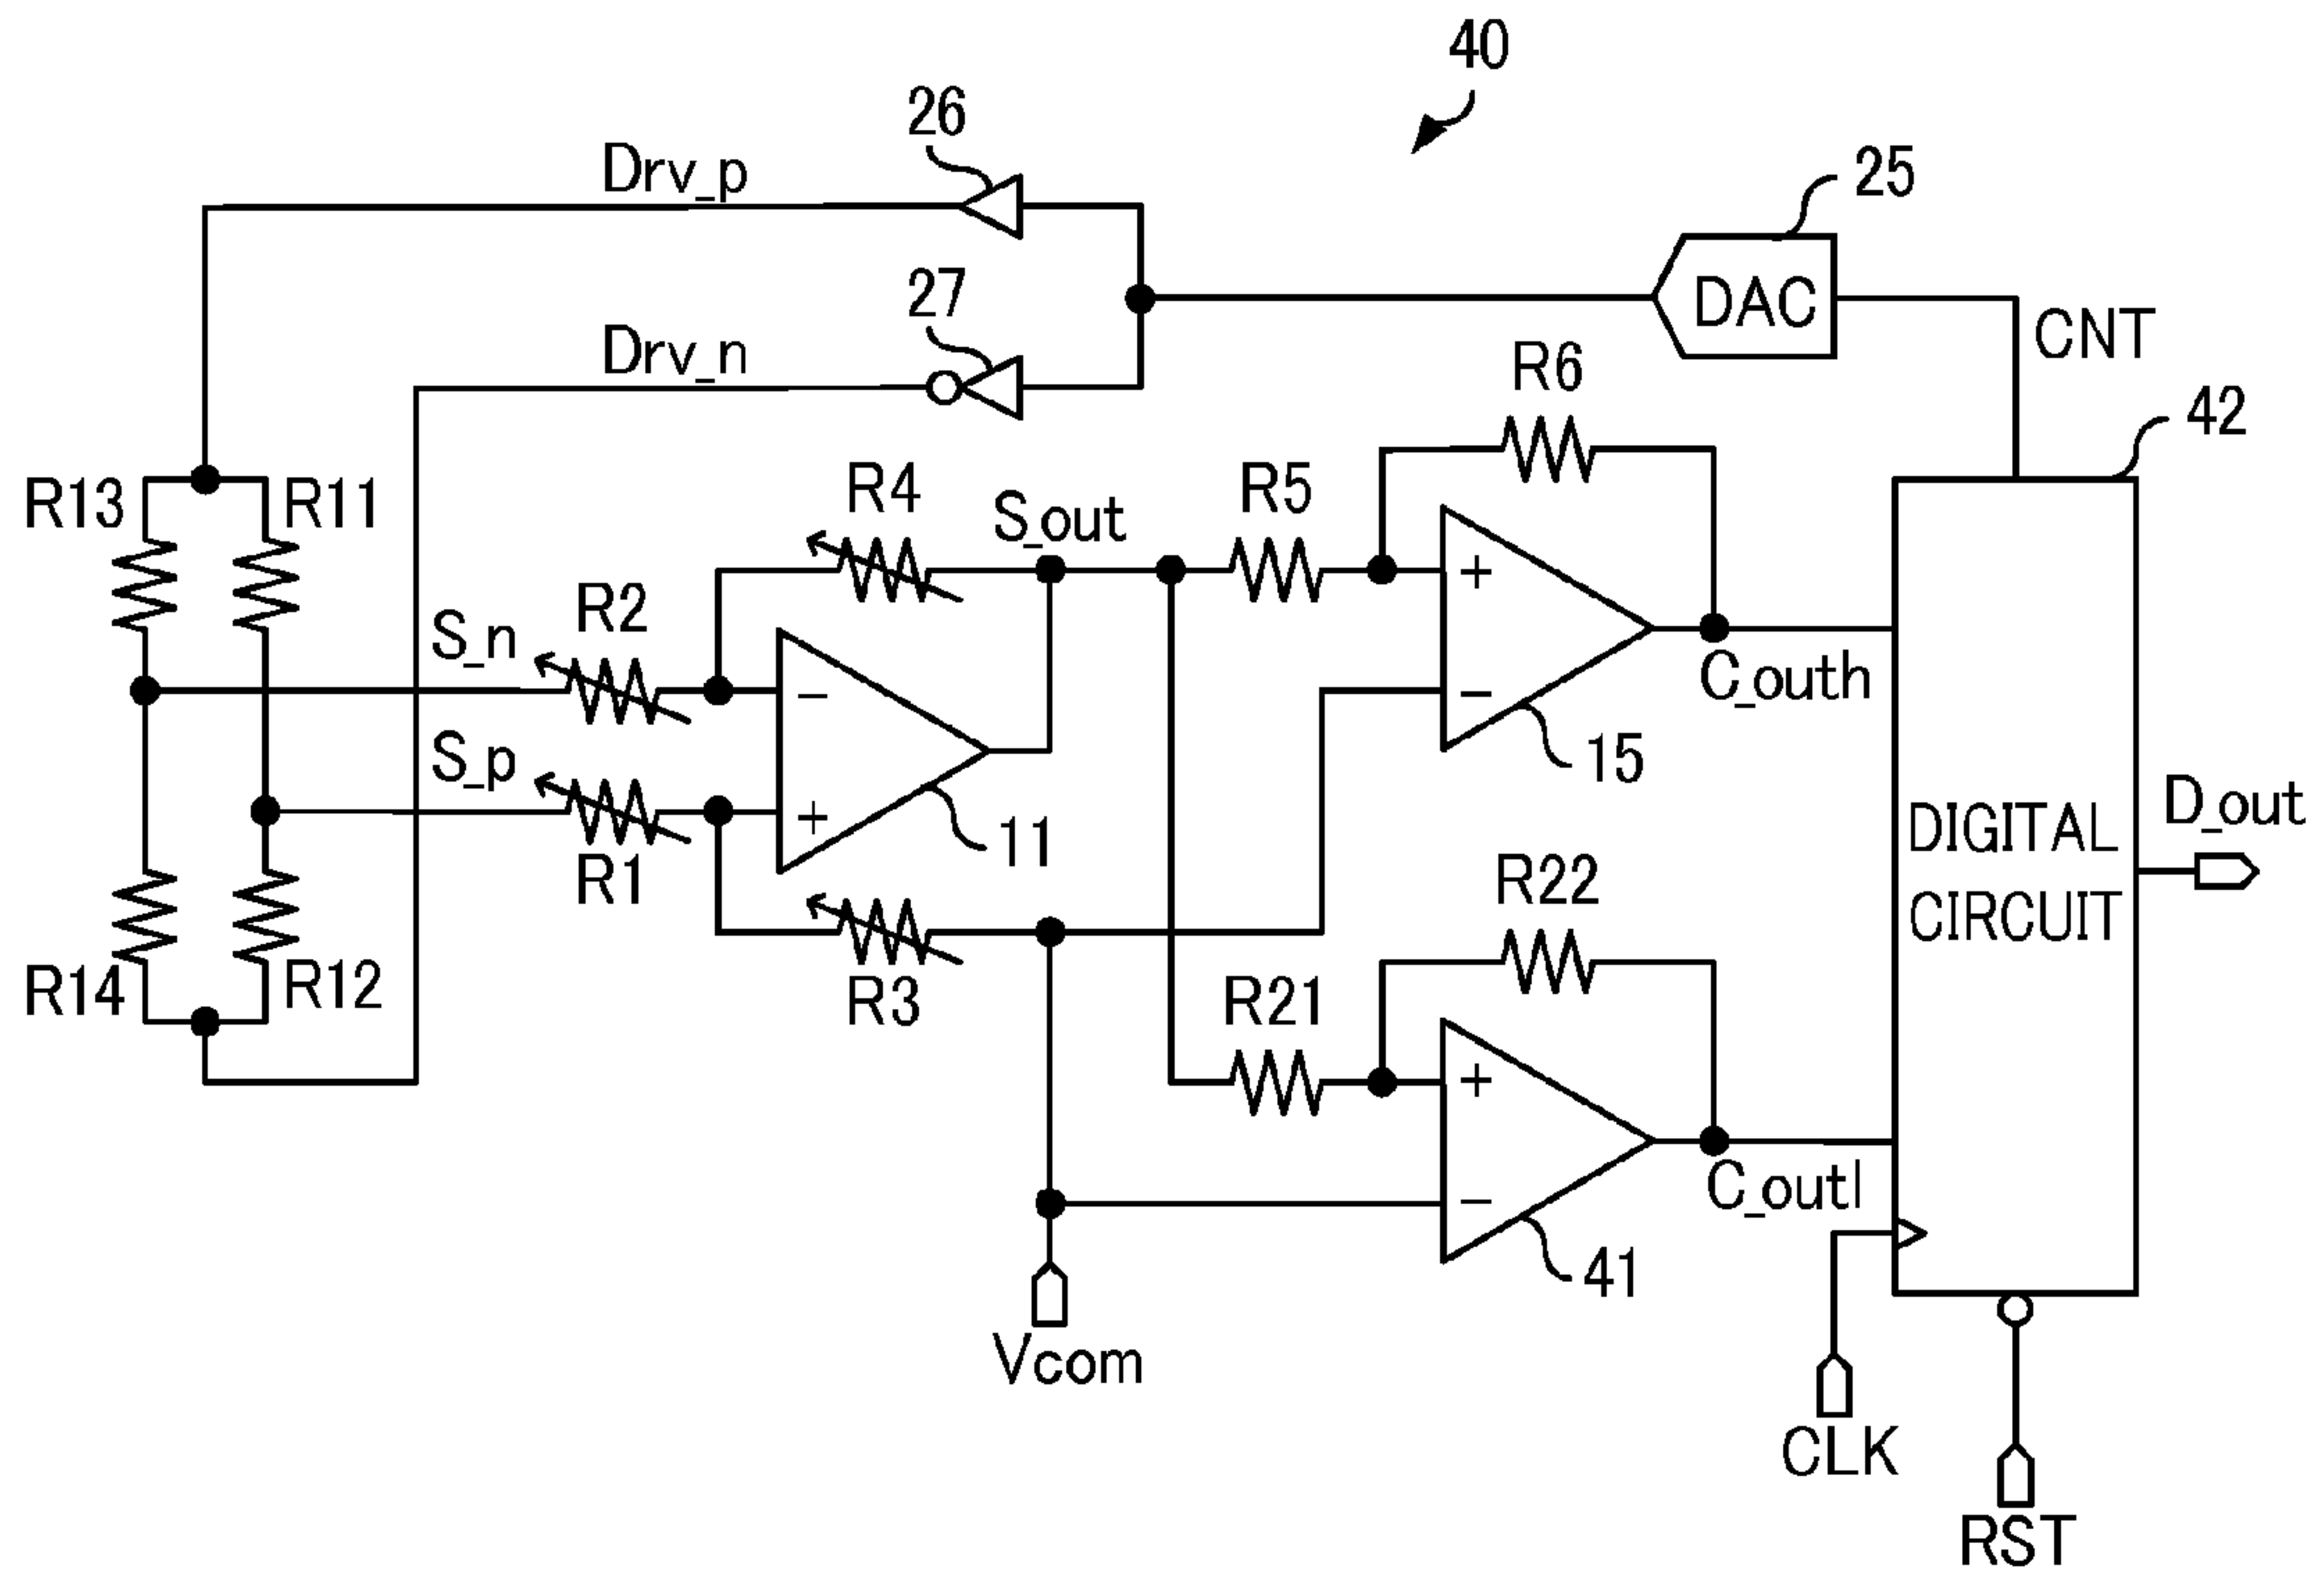 40
26
Drv_p
25
DAC
27
CNT
Drv_n
R6
42
R13
R11
R4
S_out
R5
+
R2
S_n
C_outh
−
−
15
S_p
+
11
D_out
DIGITAL
CIRCUIT
R1
R22
R14
R12
R3
R21
+
C_outl
−
41
Vcom
CLK
RST